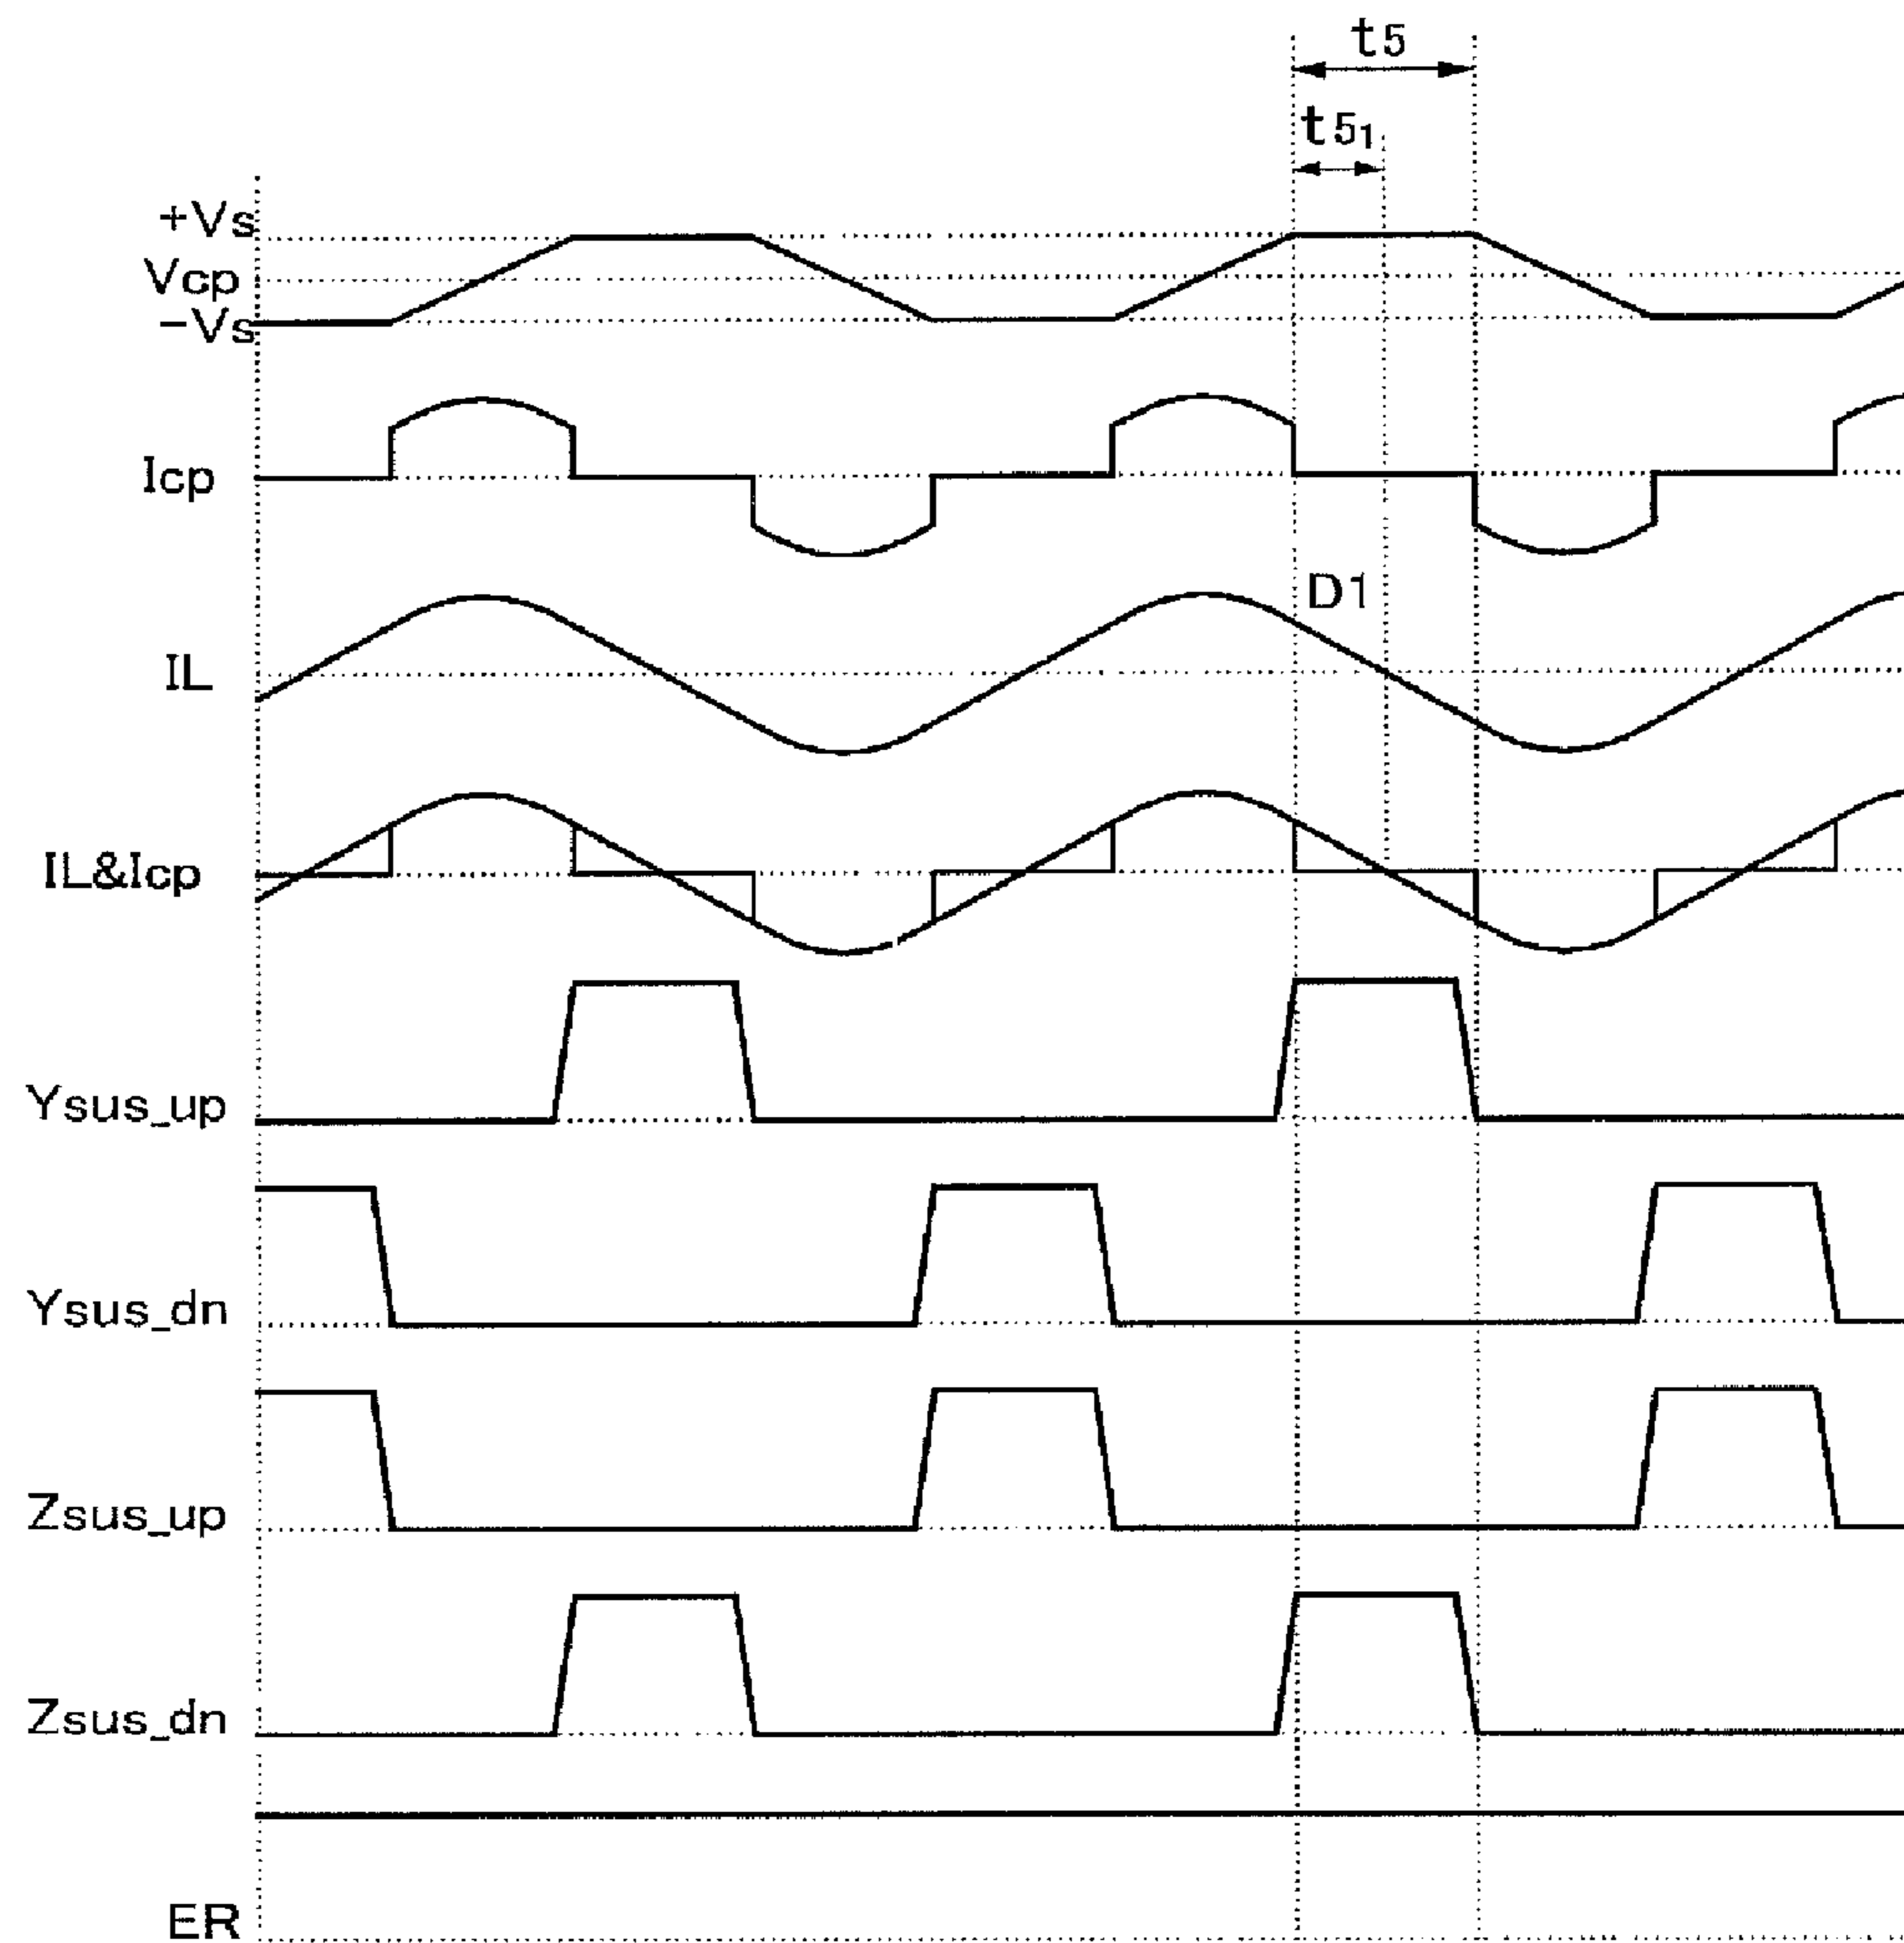 t5
t51
+Vs
Vcp
-Vs
Icp
D1
IL
IL&Icp
Ysus_up
Ysus_dn
Zsus_up
Zsus_dn
ER